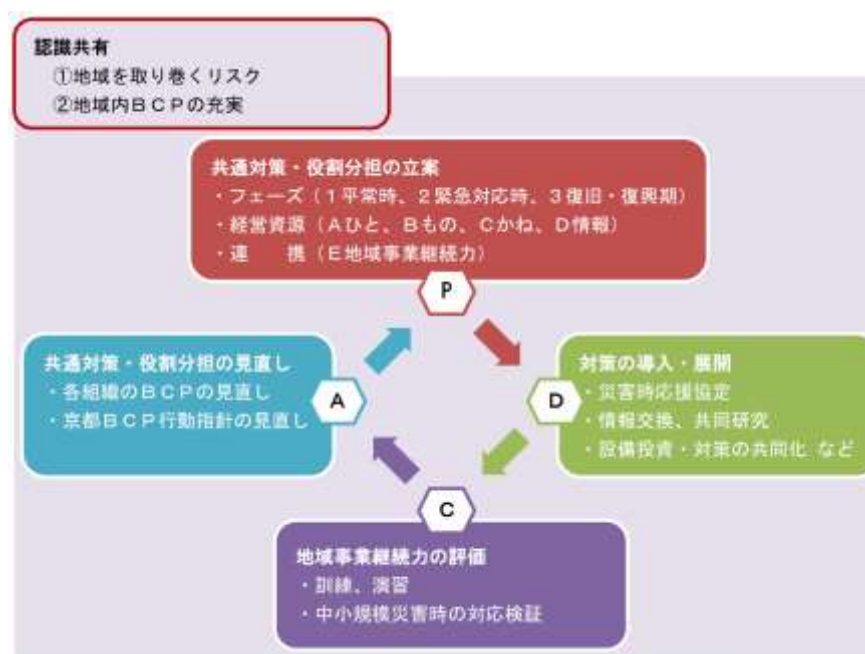 認識共有
①地域を取り巻くリスク
②地域内ＢＣＰの充実
共通対策・役割分担の立案
・フェーズ（１平常時、２緊急対応時、３復旧・復興期）
・経営資源（Ａひと、Ｂもの、Ｃかね、Ｄ情報）
・連　　携（Ｅ地域事業継続力）
P
共通対策・役割分担の見直し
・各組織のＢＣＰの見直し
・京都ＢＣＰ行動指針の見直し
A
D
対策の導入・展開
・災害時応援協定
・情報交換、共同研究
・設備投資・対策の共同化 など
C
地域事業継続力の評価
・訓練、演習
・中小規模災害時の対応検証